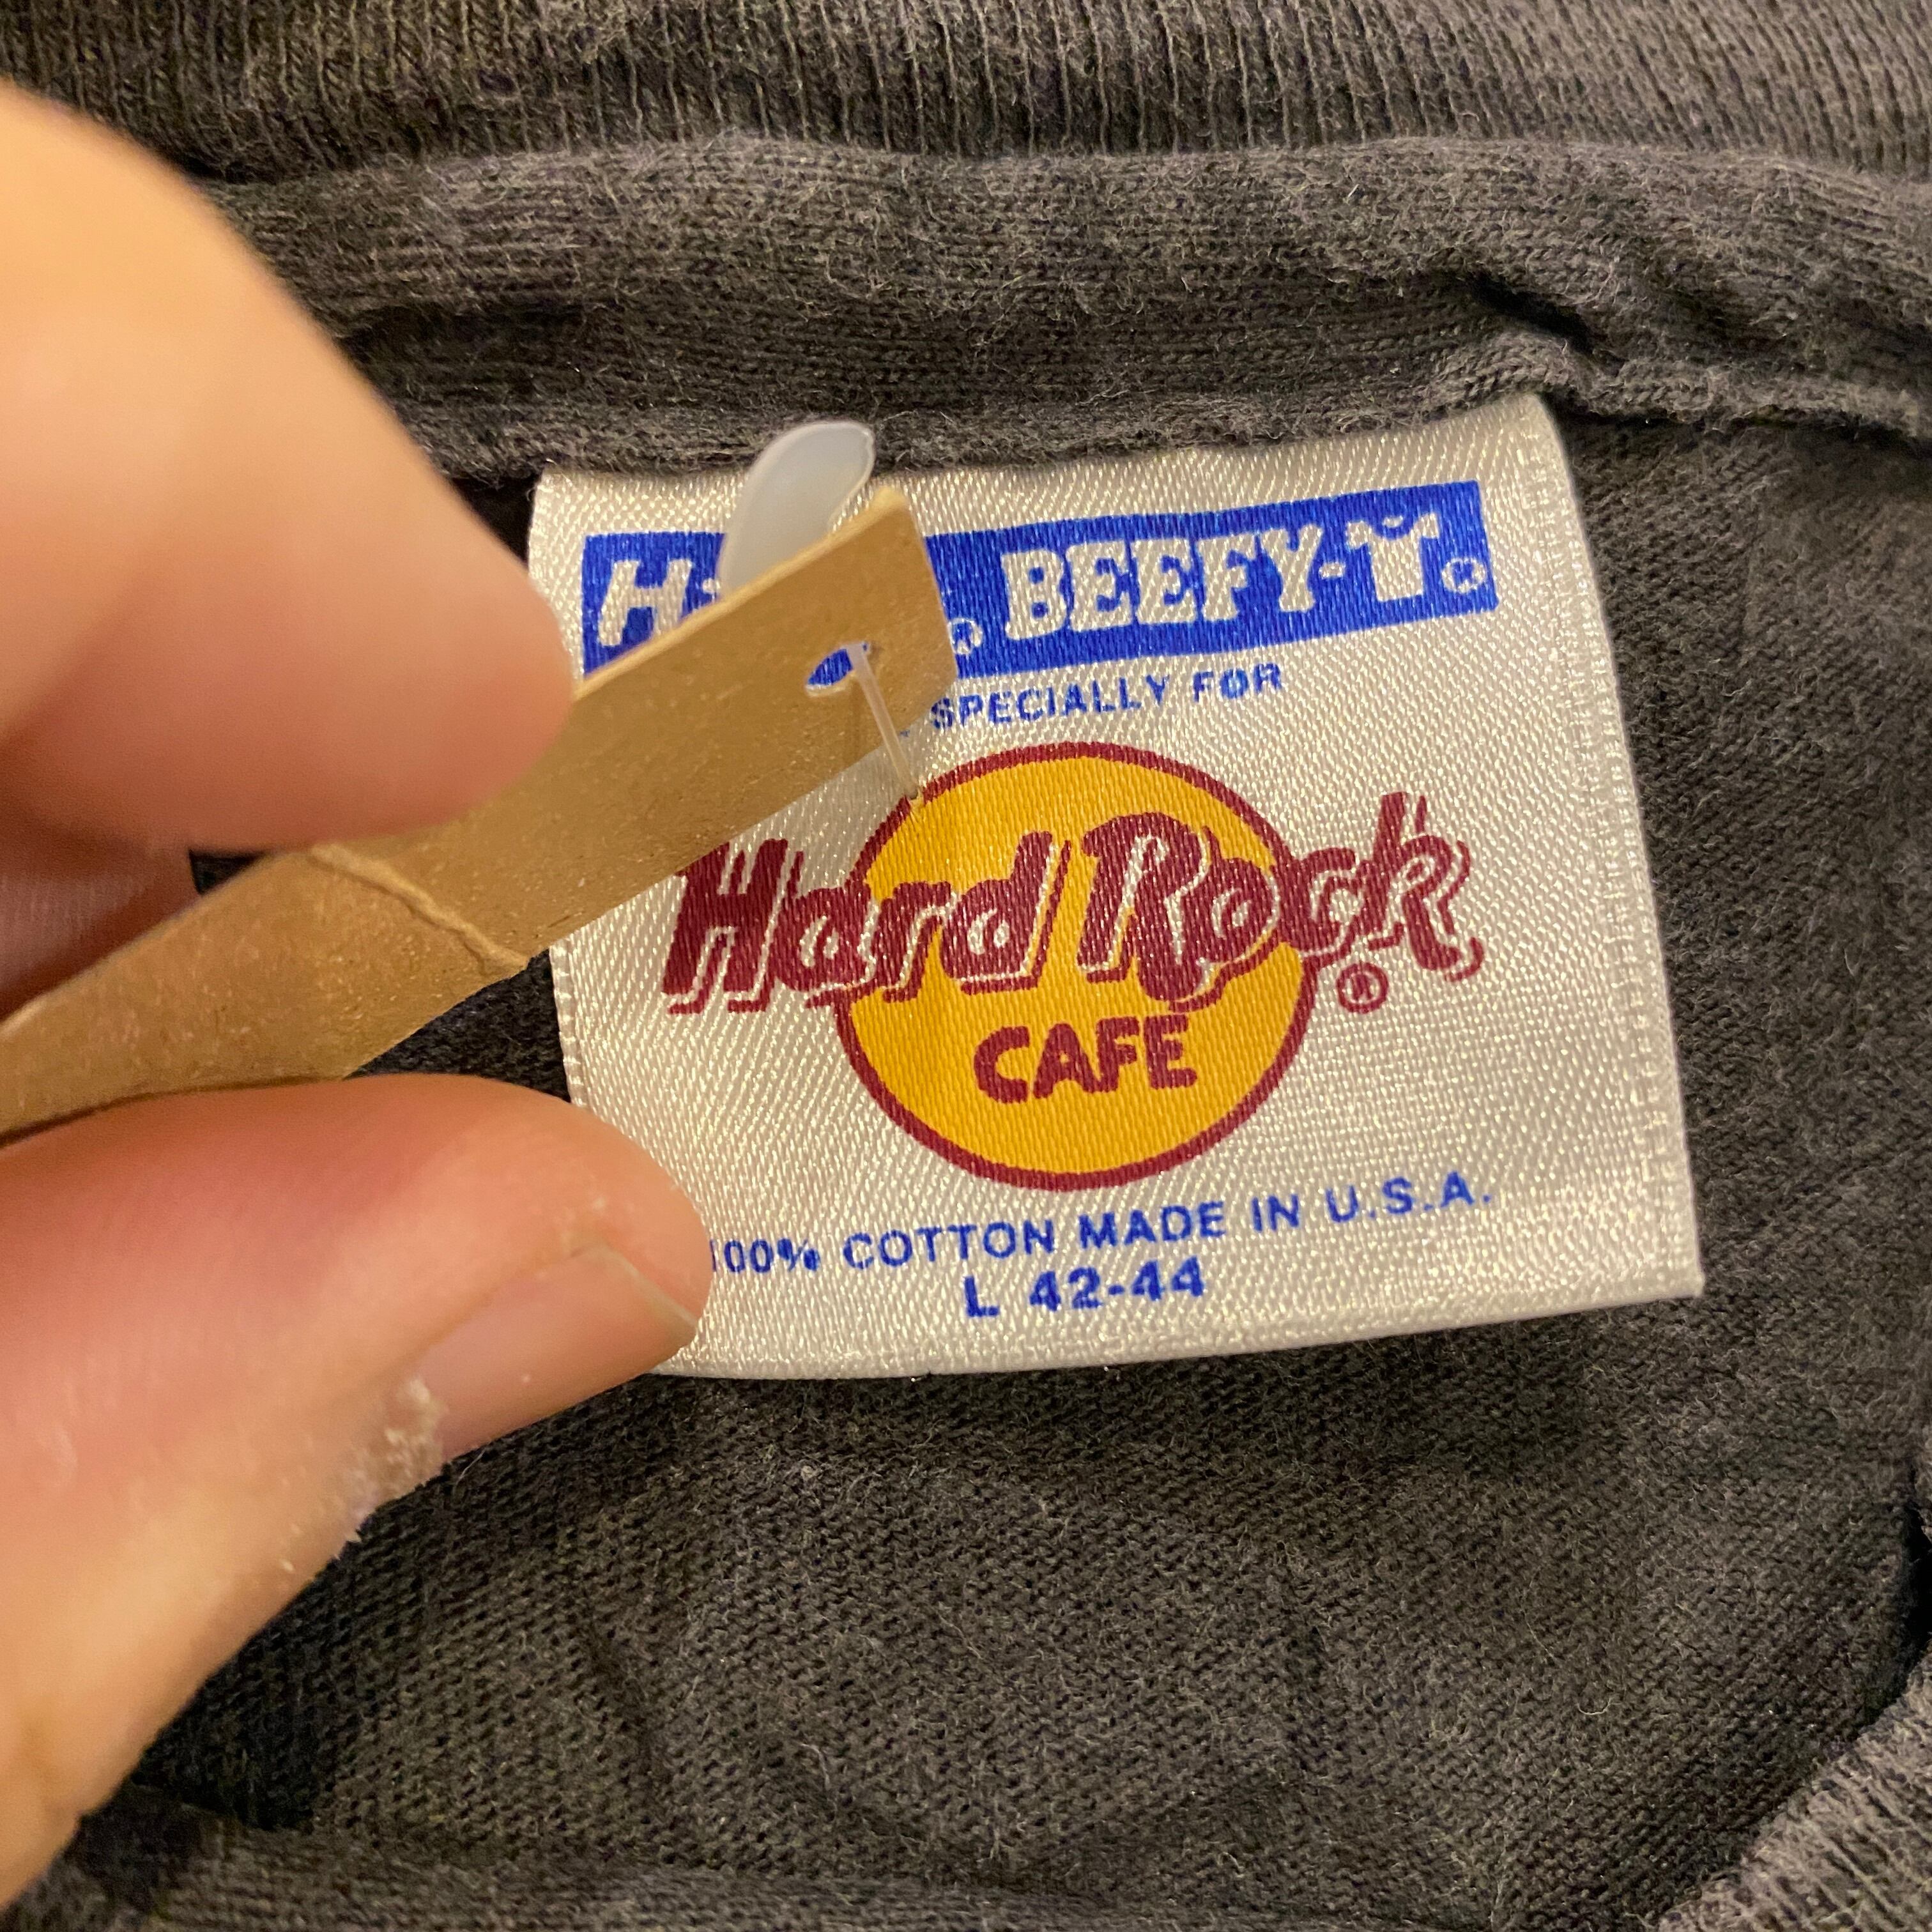 ® BEEFY-T®
SPECIALLY FOR
Hard Rock
CAFE ®
100% COTTON MADE IN U.S.A.
L 42-44